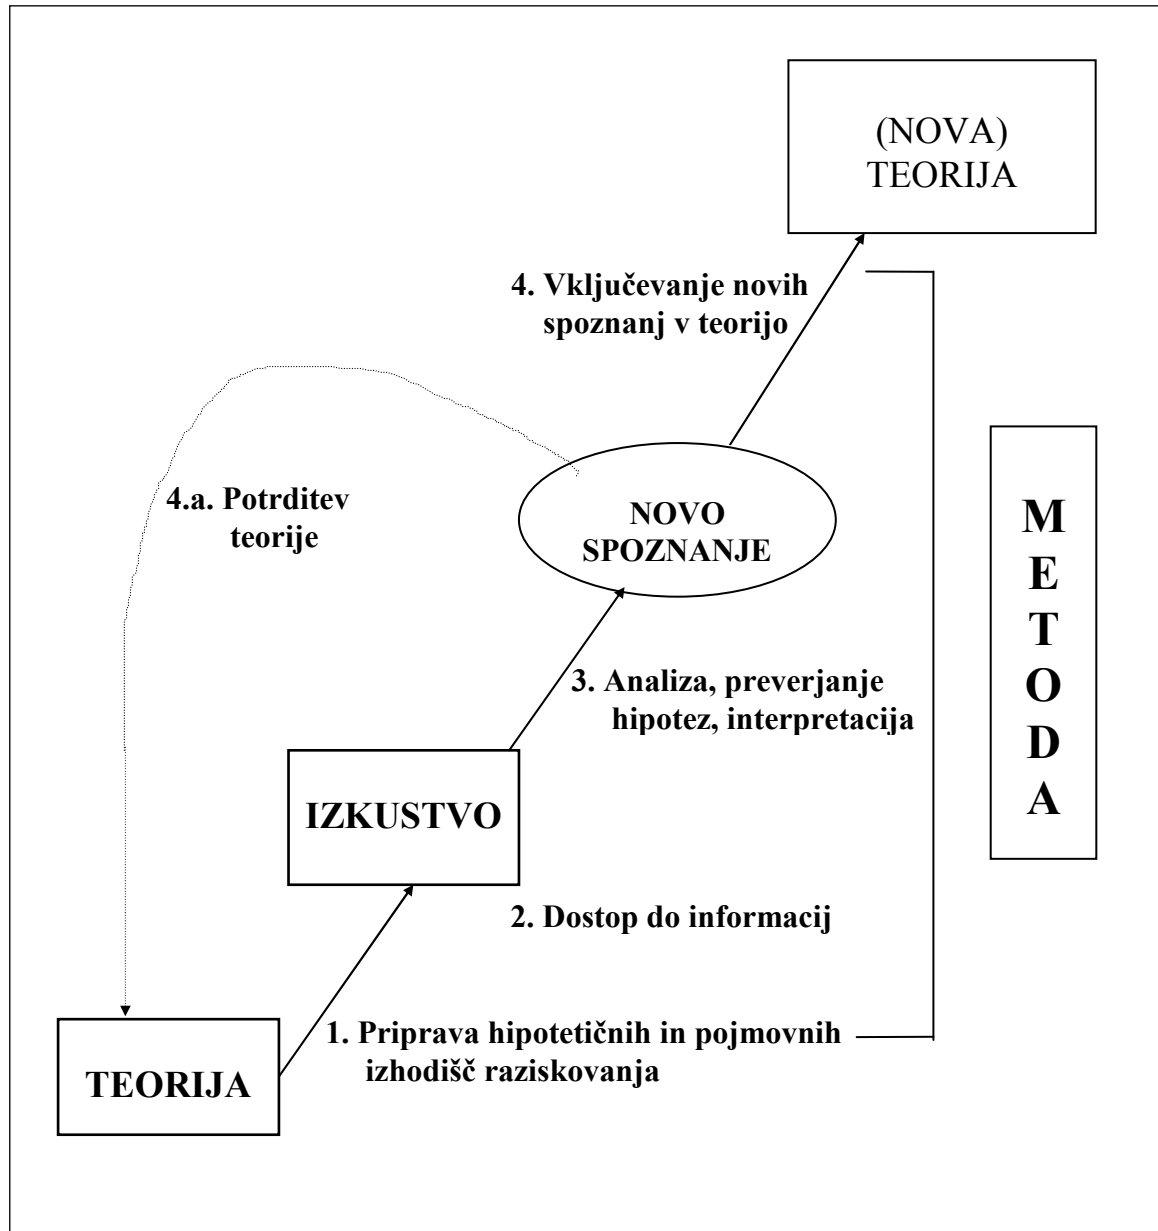 (NOVA)
TEORIJA
4. Vključevanje novih
spoznanj v teorijo
4.a. Potrditev
teorije
NOVO
SPOZNANJE
M
E
T
O
D
A
3. Analiza, preverjanje
hipotez, interpretacija
IZKUSTVO
2. Dostop do informacij
1. Priprava hipotetičnih in pojmovnih
izhodišč raziskovanja
TEORIJA